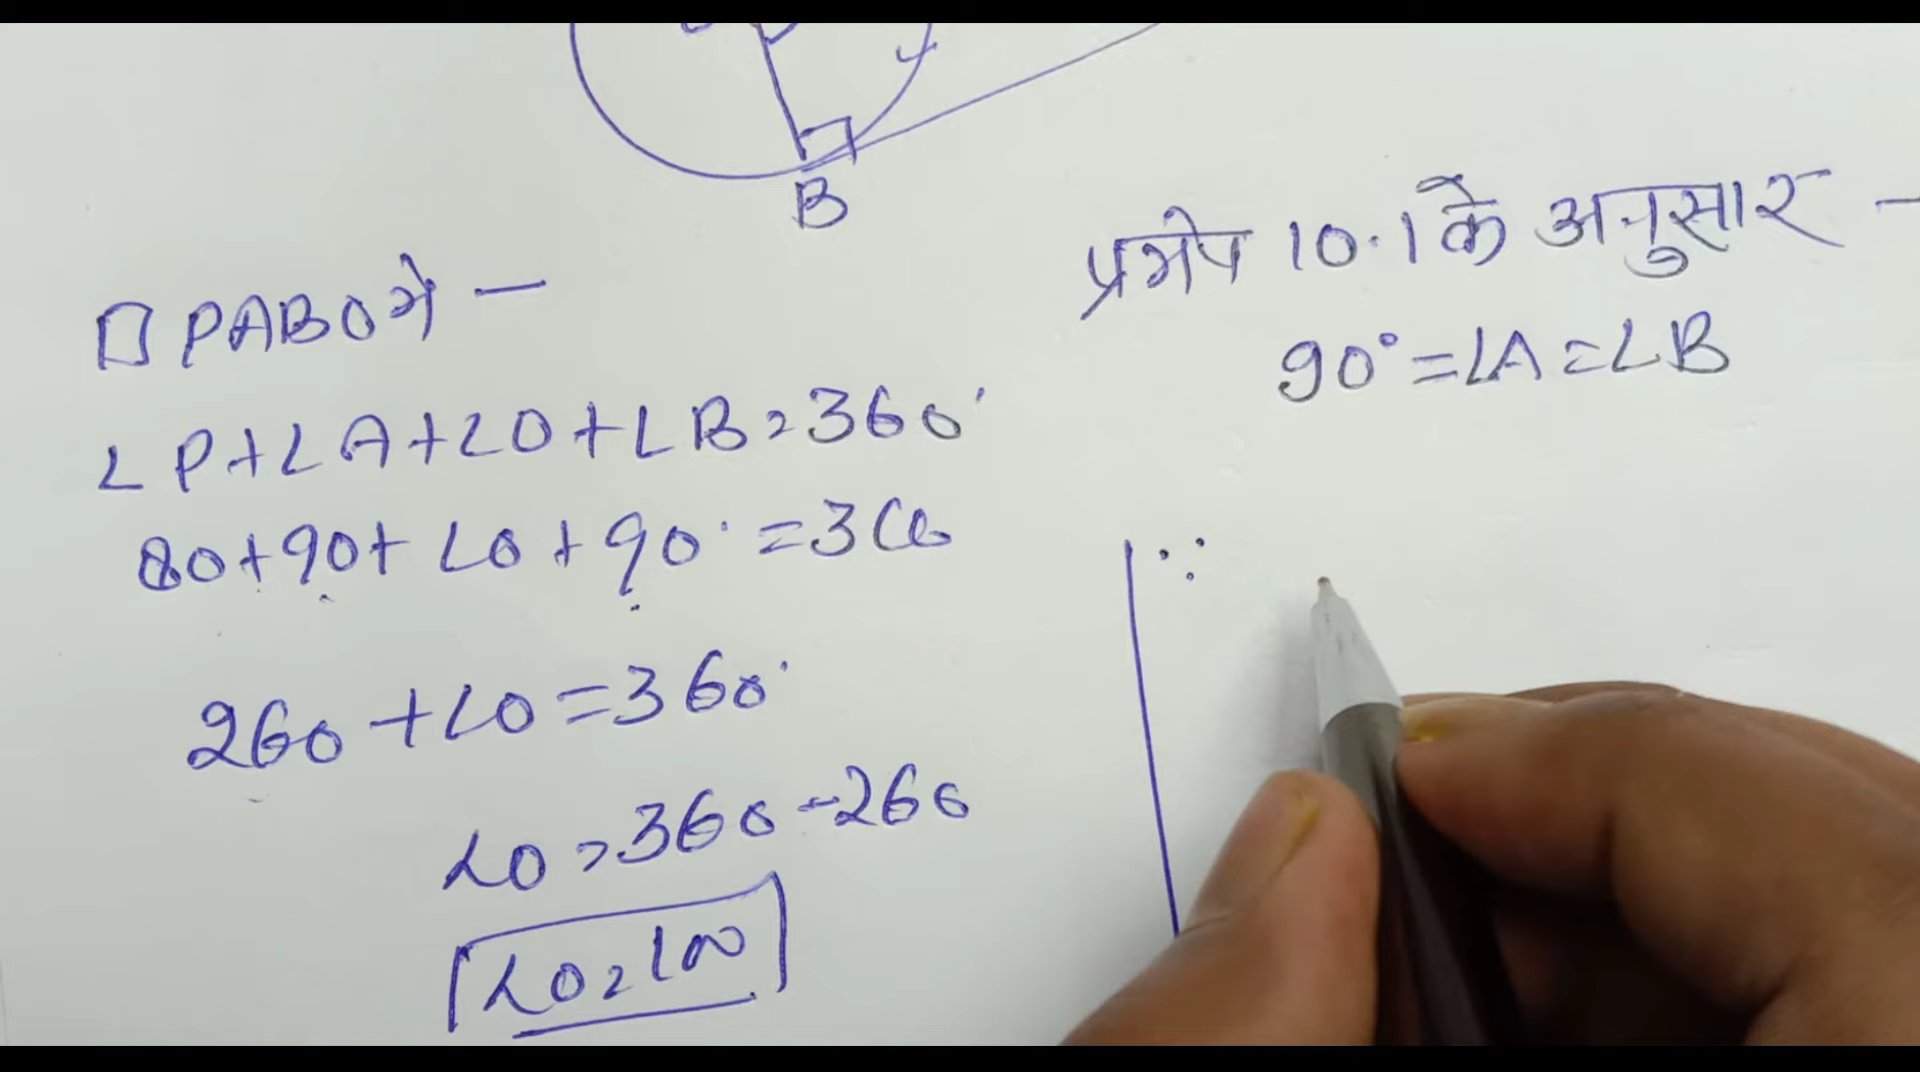 B
प्रमेय 10.1 के अनुसार -
90° = ∠A = ∠B
□ PABO में -
∠P + ∠A + ∠O + ∠B = 360°
80 + 90 + ∠O + 90° = 360
260 + ∠O = 360°
∠O = 360 - 260
∠O = 100
∵